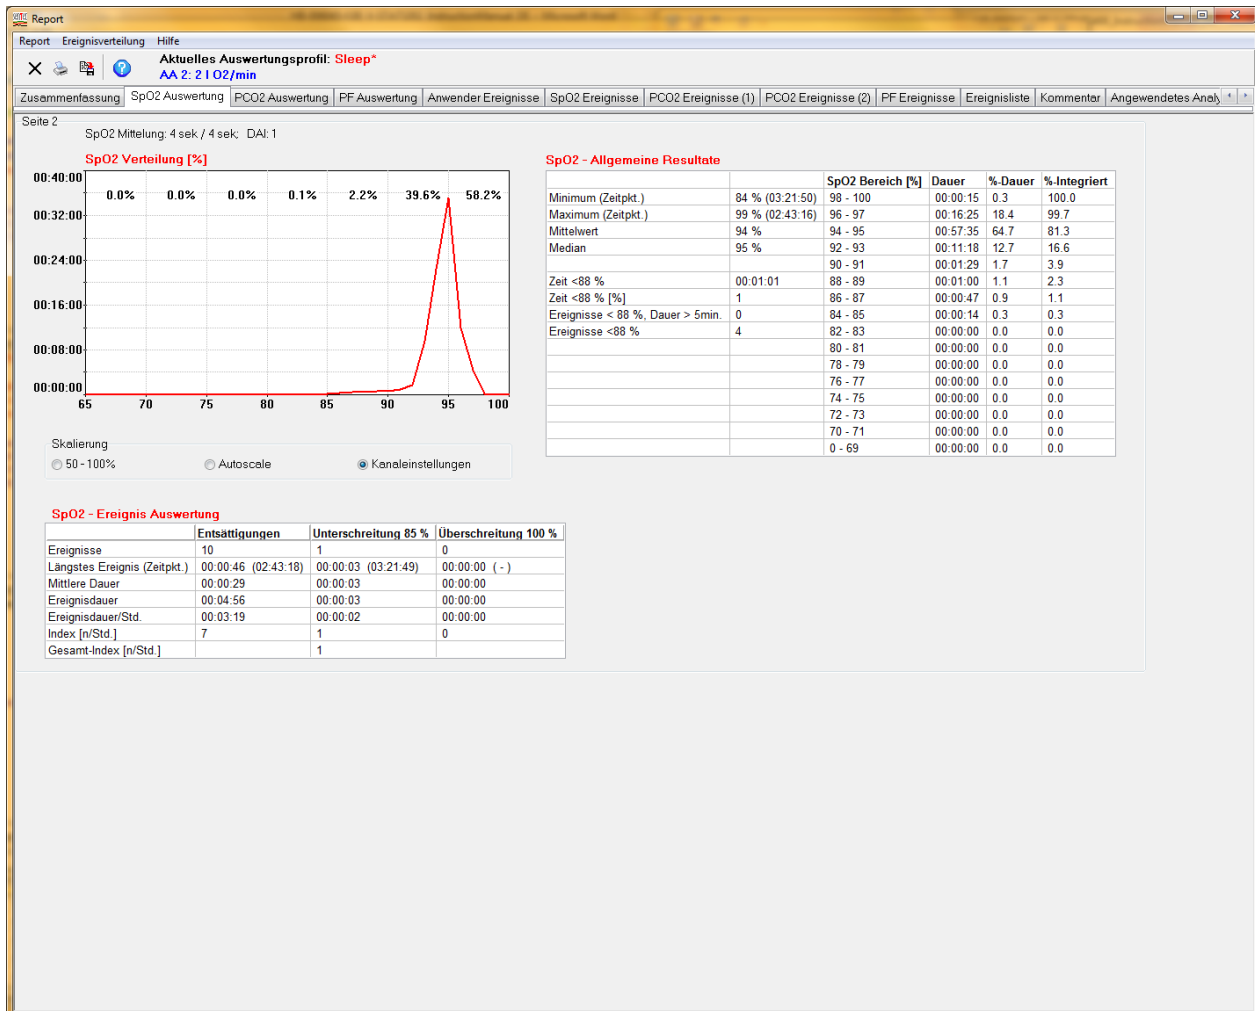 Report
Report Ereignisverteilung Hilfe
Aktuelles Auswertungsprofil: Sleep*
AA 2: 2 l O2/min
Zusammenfassung SpO2 Auswertung PCO2 Auswertung PF Auswertung Anwender Ereignisse SpO2 Ereignisse PCO2 Ereignisse (1) PCO2 Ereignisse (2) PF Ereignisse Ereignisliste Kommentar Angewendetes Analy
Seite 2
SpO2 Mittelung: 4 sek / 4 sek; DAI: 1
SpO2 Verteilung [%]
00:40:00
0.0% 0.0% 0.0% 0.1% 2.2% 39.6% 58.2%
00:32:00
00:24:00
00:16:00
00:08:00
00:00:00
65 70 75 80 85 90 95 100
Skalierung
50 - 100% Autoscale Kanaleinstellungen
SpO2 - Allgemeine Resultate
SpO2 Bereich [%] Dauer %-Dauer %-Integriert
Minimum (Zeitpkt.) 84 % (03:21:50) 98 - 100 00:00:15 0.3 100.0
Maximum (Zeitpkt.) 99 % (02:43:16) 96 - 97 00:16:25 18.4 99.7
Mittelwert 94 % 94 - 95 00:57:35 64.7 81.3
Median 95 % 92 - 93 00:11:18 12.7 16.6
90 - 91 00:01:29 1.7 3.9
Zeit <88 % 00:01:01 88 - 89 00:01:00 1.1 2.3
Zeit <88 % [%] 1 86 - 87 00:00:47 0.9 1.1
Ereignisse < 88 %, Dauer > 5min. 0 84 - 85 00:00:14 0.3 0.3
Ereignisse <88 % 4 82 - 83 00:00:00 0.0 0.0
80 - 81 00:00:00 0.0 0.0
78 - 79 00:00:00 0.0 0.0
76 - 77 00:00:00 0.0 0.0
74 - 75 00:00:00 0.0 0.0
72 - 73 00:00:00 0.0 0.0
70 - 71 00:00:00 0.0 0.0
0 - 69 00:00:00 0.0 0.0
SpO2 - Ereignis Auswertung
Entsättigungen Unterschreitung 85 % Überschreitung 100 %
Ereignisse 10 1 0
Längstes Ereignis (Zeitpkt.) 00:00:46 (02:43:18) 00:00:03 (03:21:49) 00:00:00 ( - )
Mittlere Dauer 00:00:29 00:00:03 00:00:00
Ereignisdauer 00:04:56 00:00:03 00:00:00
Ereignisdauer/Std. 00:03:19 00:00:02 00:00:00
Index [n/Std.] 7 1 0
Gesamt-Index [n/Std.] 1